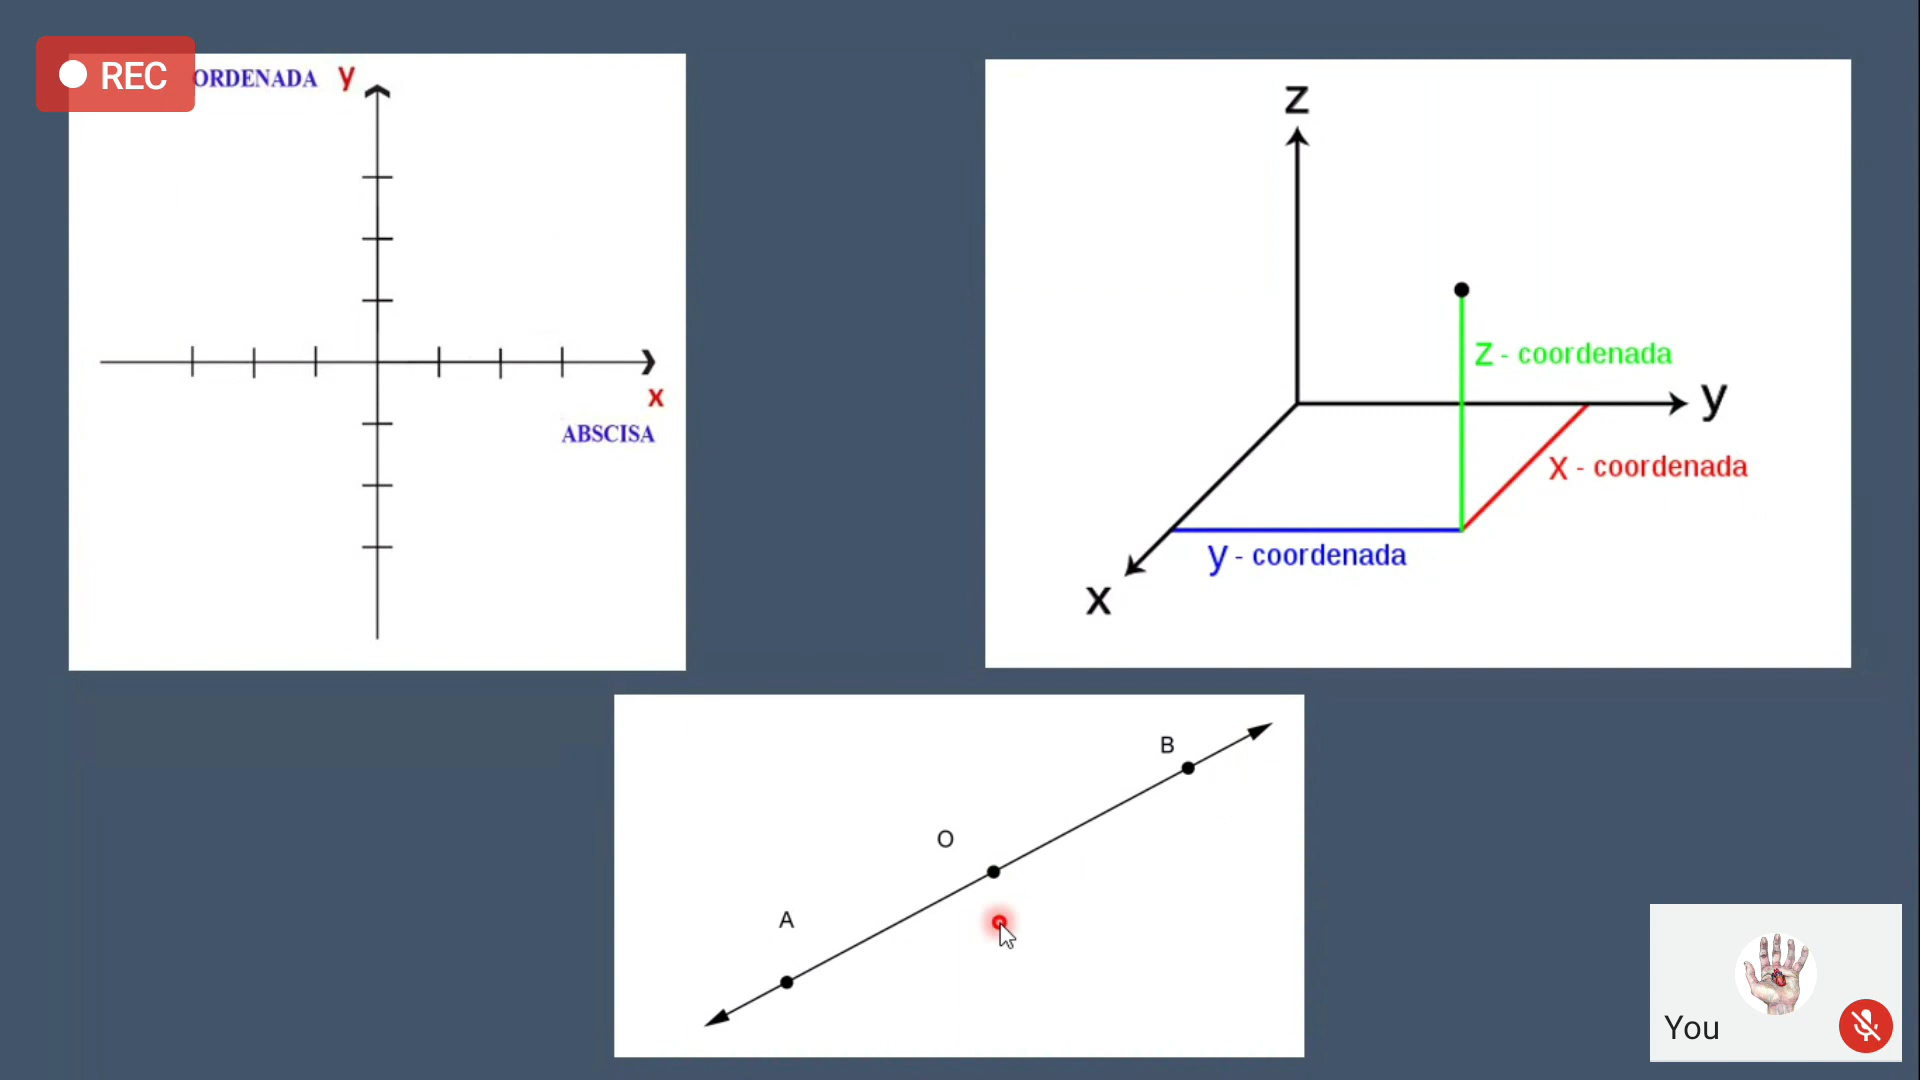 REC
ORDENADA y
x
ABSCISA
z
z - coordenada
y
x - coordenada
y - coordenada
x
B
O
A
You